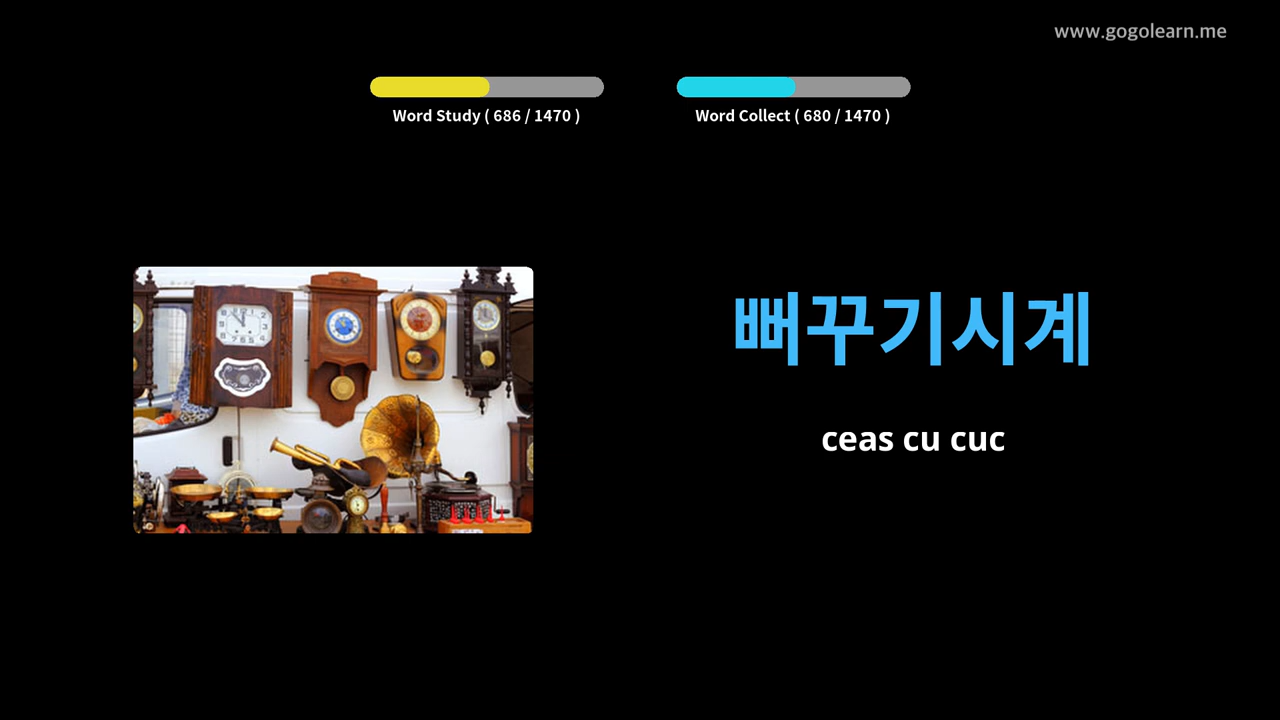 www.gogolearn.me
Word Study ( 686 / 1470 )
Word Collect ( 680 / 1470 )
뻐꾸기시계
ceas cu cuc